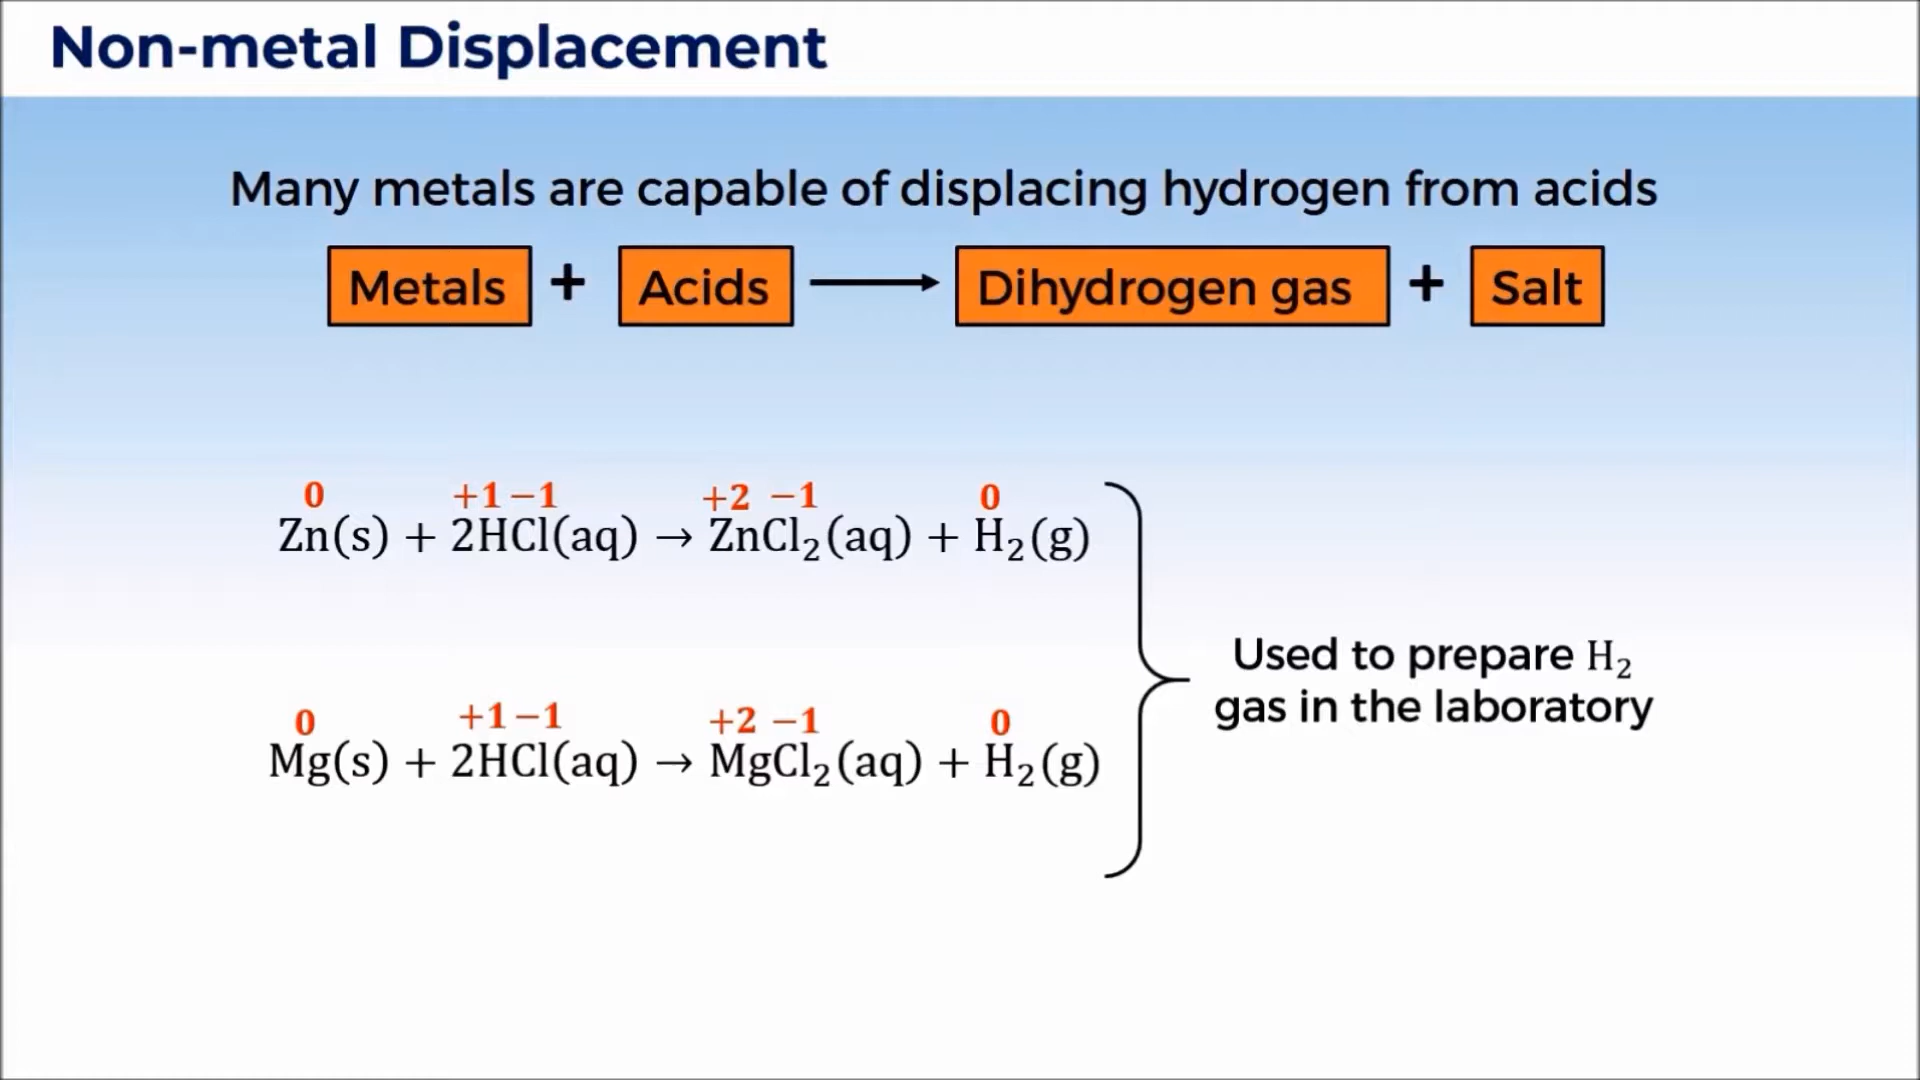 Non-metal Displacement
Many metals are capable of displacing hydrogen from acids
Metals + Acids ⟶ Dihydrogen gas + Salt
0 +1 −1 +2 −1 0
Zn(s) + 2HCl(aq) → ZnCl₂(aq) + H₂(g)
Used to prepare H₂
gas in the laboratory
0 +1 −1 +2 −1 0
Mg(s) + 2HCl(aq) → MgCl₂(aq) + H₂(g)